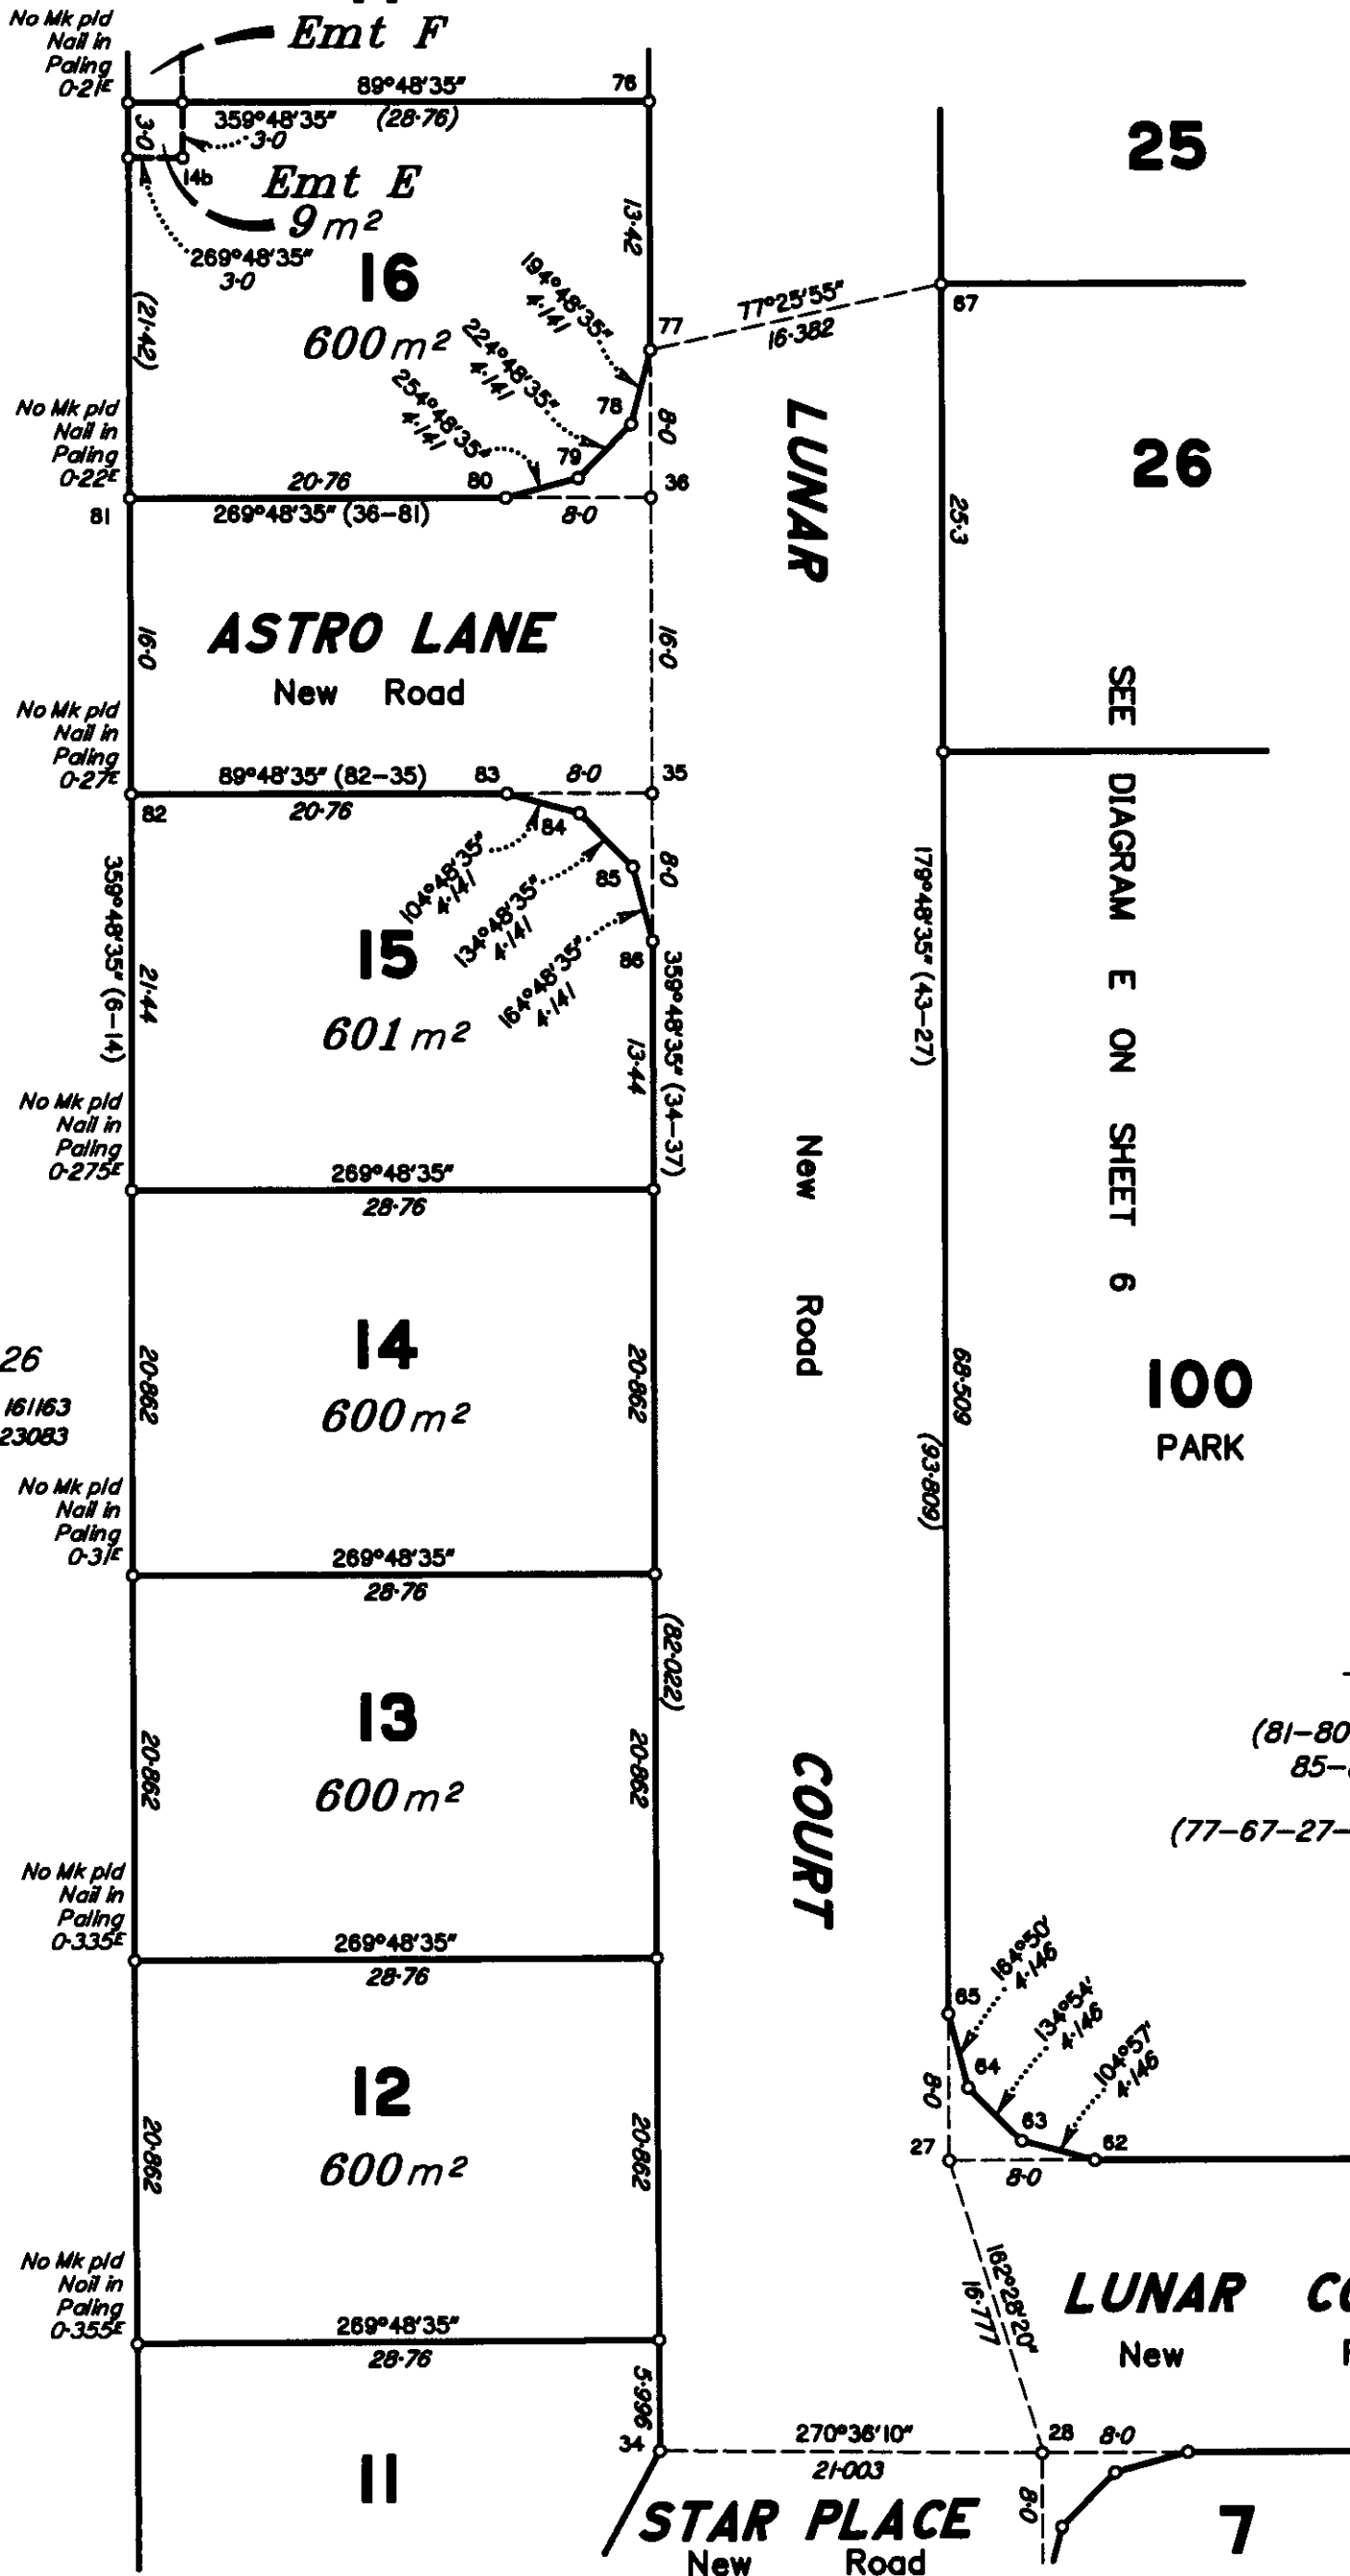 No Mk pld
Nail in
Paling
0·21E
Emt F
89°48'35"
(28·76)
76
25
3·0
359°48'35"
3·0
14b
Emt E
9 m²
269°48'35"
3·0
13·42
16
600 m²
(21·42)
194°48'35"
4·141
224°48'35"
4·141
254°48'35"
4·141
77
77°25'55"
16·382
67
78
8·0
79
80
36
No Mk pld
Nail in
Paling
0·22E
81
20·76
269°48'35" (36-81)
8·0
LUNAR
26
25·3
ASTRO LANE
New Road
16·0
16·0
No Mk pld
Nail in
Paling
0·27E
89°48'35" (82-35)
20·76
83
8·0
35
82
84
85
8·0
86
104°48'35"
4·141
134°48'35"
4·141
164°48'35"
4·141
15
601 m²
359°48'35" (6-14)
21·44
13·44
359°48'35" (34-37)
179°48'35" (43-27)
SEE DIAGRAM E ON SHEET 6
No Mk pld
Nail in
Paling
0·275E
269°48'35"
28·76
New Road
26
161163
23083
20·862
14
600 m²
20·862
68·509
(93·809)
100
PARK
No Mk pld
Nail in
Paling
0·31E
269°48'35"
28·76
(82·022)
20·862
13
600 m²
20·862
COURT
(81-80
85-
(77-67-27-
No Mk pld
Nail in
Paling
0·335E
269°48'35"
28·76
65
164°50'
4·146
134°54'
4·146
104°57'
4·146
64
8·0
63
62
27
8·0
20·862
12
600 m²
20·862
162°28'20"
16·777
No Mk pld
Noil in
Paling
0·355E
269°48'35"
28·76
LUNAR CO
New
5·996
34
270°36'10"
21·003
28
8·0
8·0
11
STAR PLACE
New Road
7